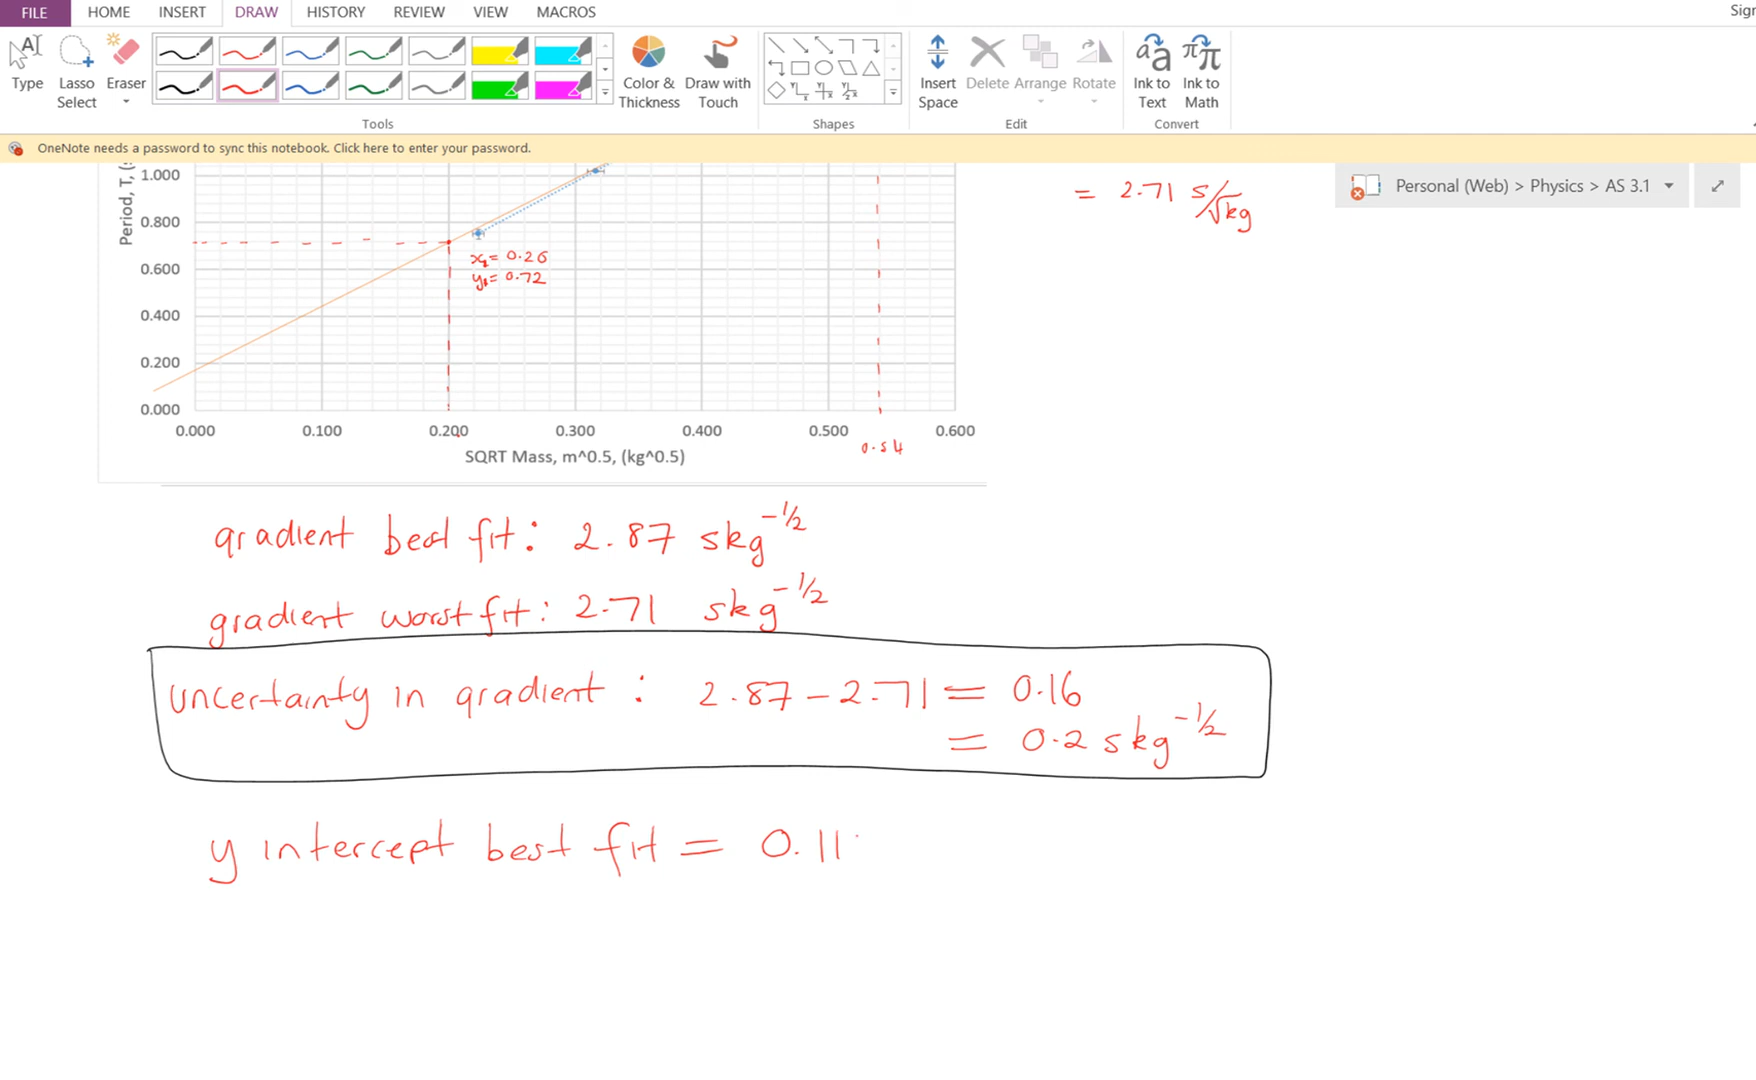 FILE HOME INSERT DRAW HISTORY REVIEW VIEW MACROS
Type
Lasso Select
Eraser
Color & Thickness
Draw with Touch
Insert Space
Delete
Arrange
Rotate
Ink to Text
Ink to Math
Tools
Shapes
Edit
Convert
OneNote needs a password to sync this notebook. Click here to enter your password.
Personal (Web) > Physics > AS 3.1
= 2.71 s/√kg
Period, T, (
1.000
0.800
0.600
0.400
0.200
0.000
x₁= 0.20
y₁= 0.72
0.000 0.100 0.200 0.300 0.400 0.500 0.600
0.54
SQRT Mass, m^0.5, (kg^0.5)
gradient best fit: 2.87 skg^-1/2
gradient worst fit: 2.71 skg^-1/2
uncertainty in gradient : 2.87 - 2.71 = 0.16
= 0.2 skg^-1/2
y intercept best fit = 0.11